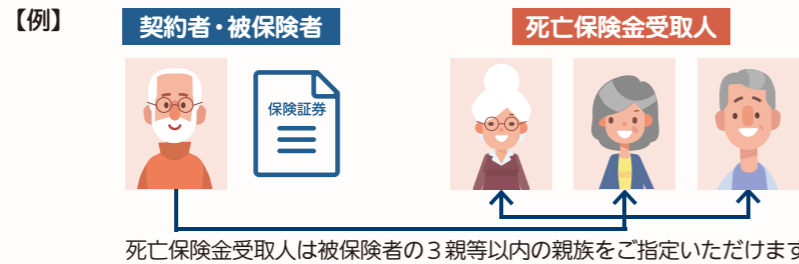 【例】
契約者・被保険者
死亡保険金受取人
保険証券
死亡保険金受取人は被保険者の3親等以内の親族をご指定いただけます